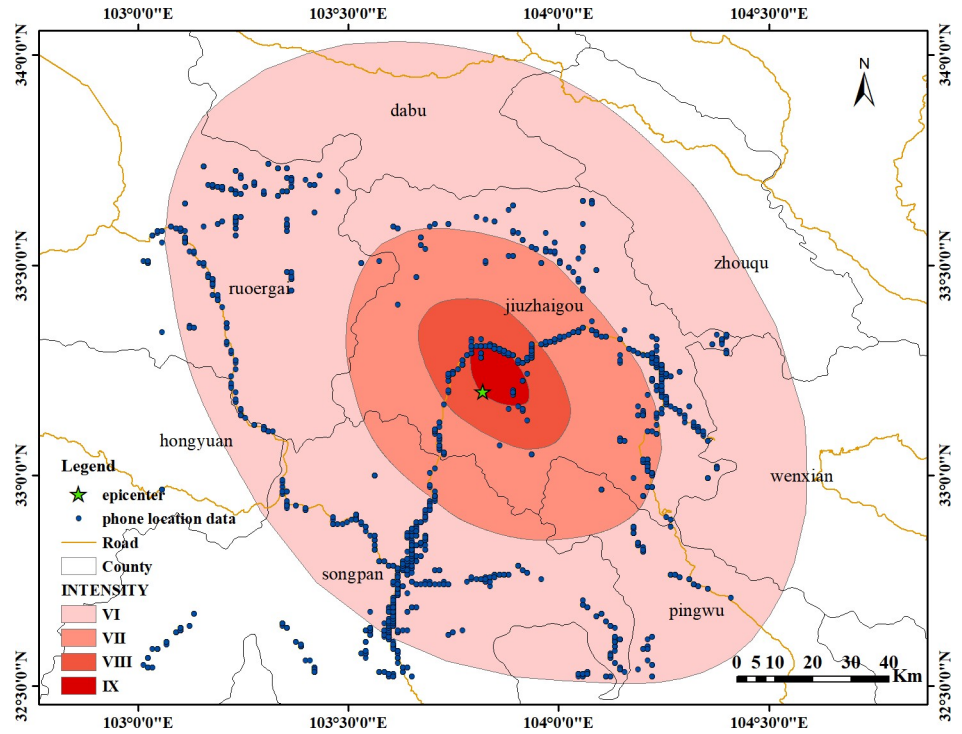 103°0'0"E 103°30'0"E 104°0'0"E 104°30'0"E
34°0'0"N 34°0'0"N
N
dabu
33°30'0"N 33°30'0"N
zhouqu
ruoergai
jiuzhaigou
hongyuan
33°0'0"N 33°0'0"N
wenxian
Legend
epicenter
phone location data
Road
County
INTENSITY
VI
VII
VIII
IX
songpan
pingwu
0 5 10 20 30 40 Km
32°30'0"N 32°30'0"N
103°0'0"E 103°30'0"E 104°0'0"E 104°30'0"E